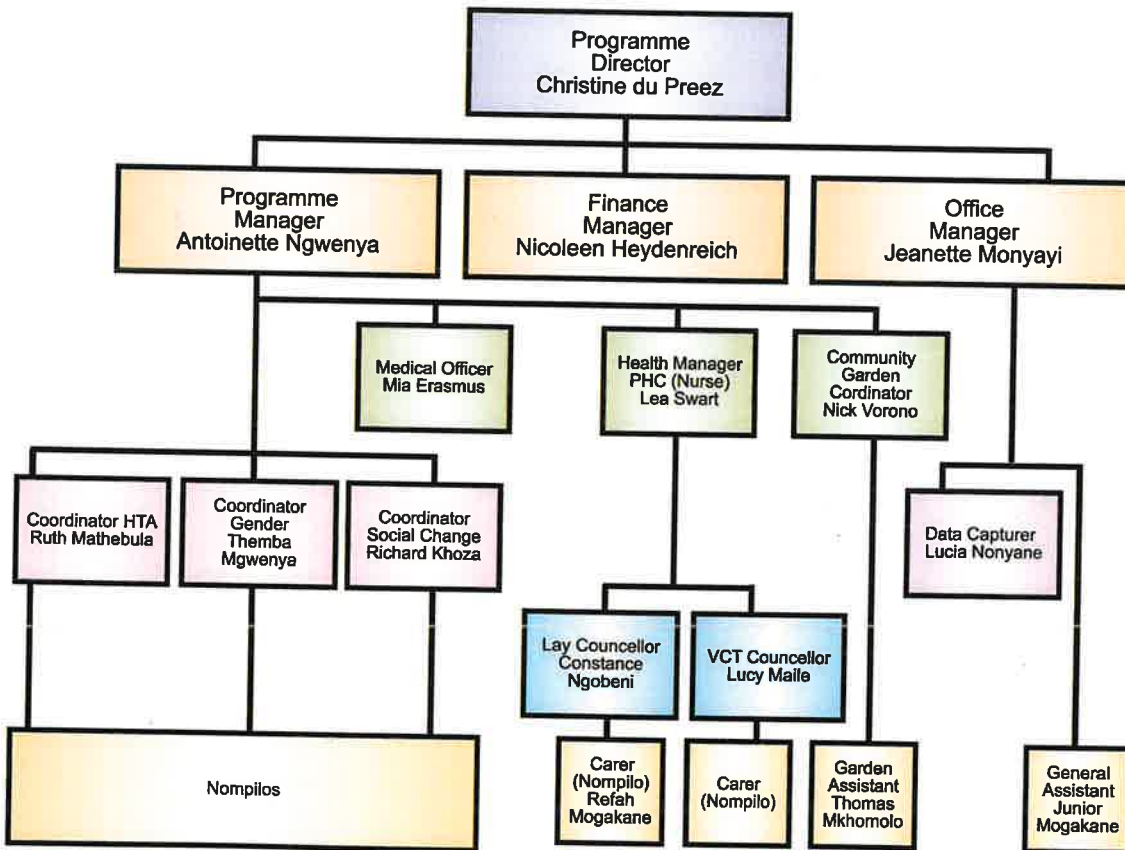 Programme
Director
Christine du Preez
Programme
Manager
Antoinette Ngwenya
Finance
Manager
Nicoleen Heydenreich
Office
Manager
Jeanette Monyayi
Medical Officer
Mia Erasmus
Health Manager
PHC (Nurse)
Lea Swart
Community
Garden
Cordinator
Nick Vorono
Coordinator HTA
Ruth Mathebula
Coordinator
Gender
Themba
Mgwenya
Coordinator
Social Change
Richard Khoza
Data Capturer
Lucia Nonyane
Lay Councellor
Constance
Ngobeni
VCT Councellor
Lucy Maile
Nompilos
Carer
(Nompilo)
Refah
Mogakane
Carer
(Nompilo)
Garden
Assistant
Thomas
Mkhomolo
General
Assistant
Junior
Mogakane